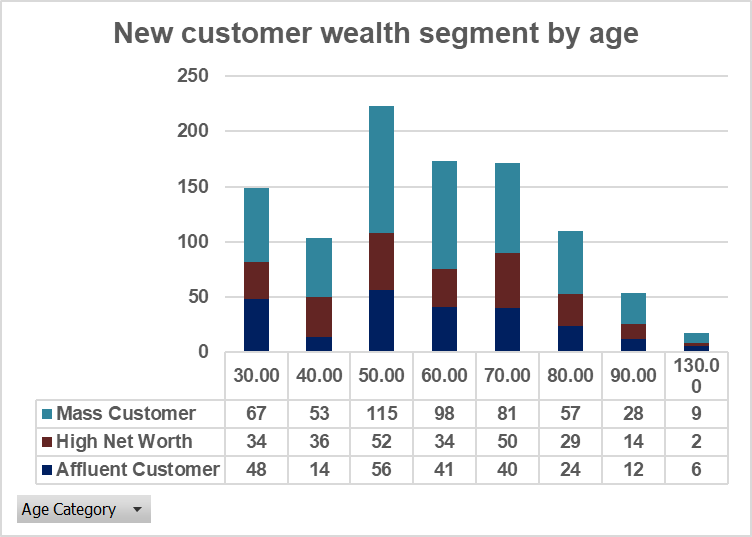 New customer wealth segment by age
250
200
150
100
50
0
30.00 40.00 50.00 60.00 70.00 80.00 90.00 130.00
Mass Customer 67 53 115 98 81 57 28 9
High Net Worth 34 36 52 34 50 29 14 2
Affluent Customer 48 14 56 41 40 24 12 6
Age Category